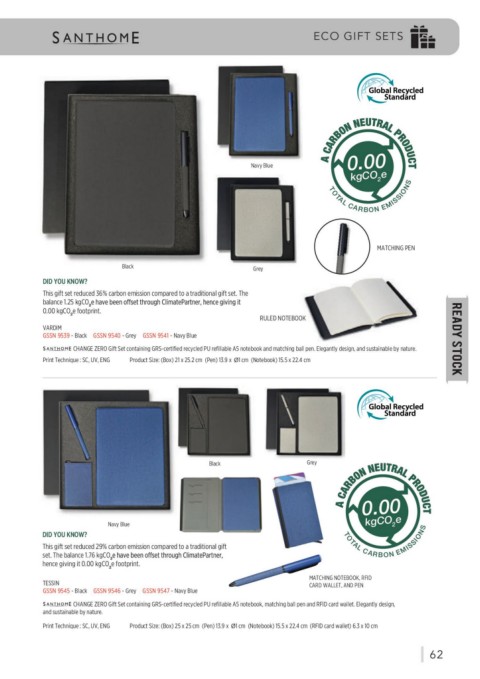 SANTHOME
ECO GIFT SETS
Global Recycled
Standard
Navy Blue
A CARBON NEUTRAL PRODUCT
0.00
kgCO₂e
TOTAL CARBON EMISSIONS
MATCHING PEN
Black
Grey
DID YOU KNOW?
This gift set reduced 36% carbon emission compared to a traditional gift set. The
balance 1.25 kgCO₂e have been offset through ClimatePartner, hence giving it
0.00 kgCO₂e footprint.
RULED NOTEBOOK
READY STOCK
VARDIM
GSSN 9539 - Black GSSN 9540 - Grey GSSN 9541 - Navy Blue
SANTHOME CHANGE ZERO Gift Set containing GRS-certified recycled PU refillable A5 notebook and matching ball pen. Elegantly design, and sustainable by nature.
Print Technique : SC, UV, ENG Product Size: (Box) 21 x 25.2 cm (Pen) 13.9 x Ø1 cm (Notebook) 15.5 x 22.4 cm
Global Recycled
Standard
Black
Grey
A CARBON NEUTRAL PRODUCT
0.00
kgCO₂e
TOTAL CARBON EMISSIONS
Navy Blue
DID YOU KNOW?
This gift set reduced 29% carbon emission compared to a traditional gift
set. The balance 1.76 kgCO₂e have been offset through ClimatePartner,
hence giving it 0.00 kgCO₂e footprint.
MATCHING NOTEBOOK, RFID
CARD WALLET, AND PEN
TESSIN
GSSN 9545 - Black GSSN 9546 - Grey GSSN 9547 - Navy Blue
SANTHOME CHANGE ZERO Gift Set containing GRS-certified recycled PU refillable A5 notebook, matching ball pen and RFID card wallet. Elegantly design,
and sustainable by nature.
Print Technique : SC, UV, ENG Product Size: (Box) 25 x 25 cm (Pen) 13.9 x Ø1 cm (Notebook) 15.5 x 22.4 cm (RFID card wallet) 6.3 x 10 cm
62